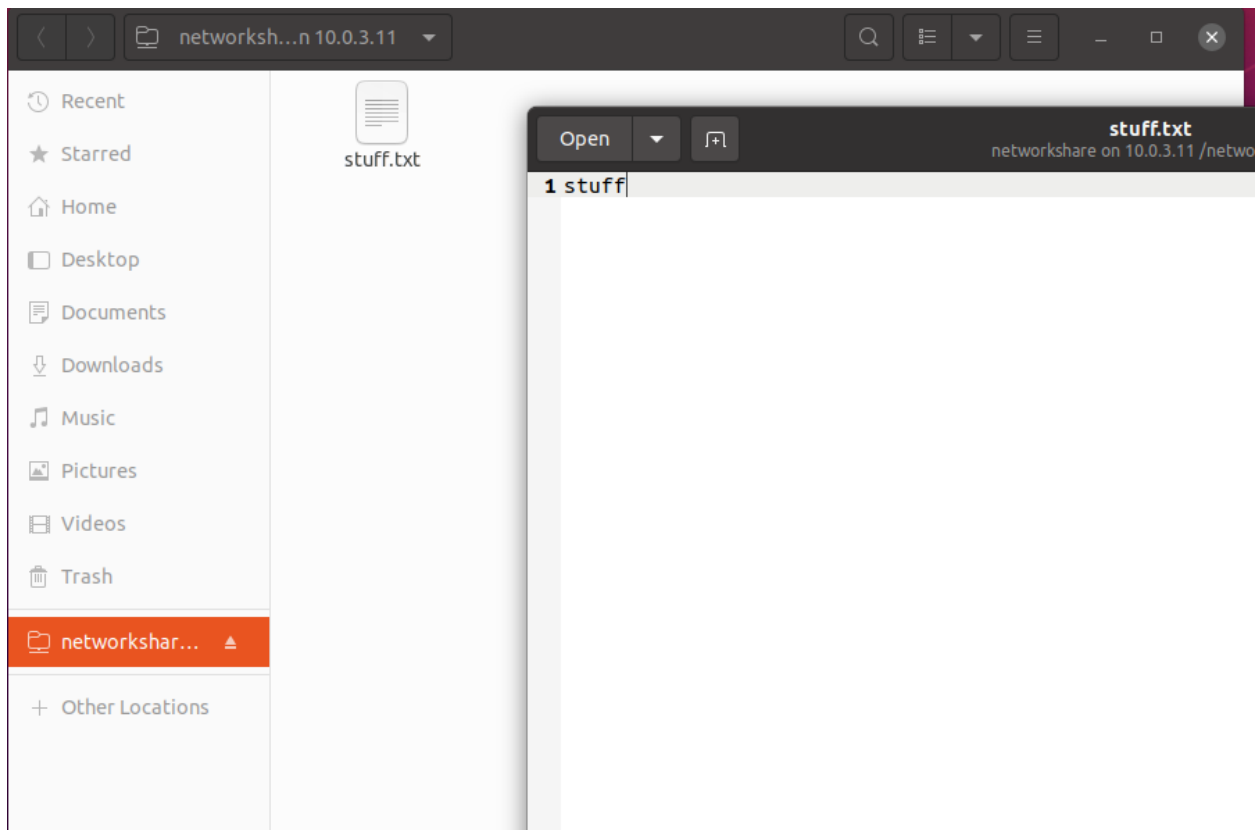 networksh…n 10.0.3.11
Recent
Starred
Home
Desktop
Documents
Downloads
Music
Pictures
Videos
Trash
networkshar…
Other Locations
stuff.txt
Open
stuff.txt
networkshare on 10.0.3.11 /netwo
1 stuff